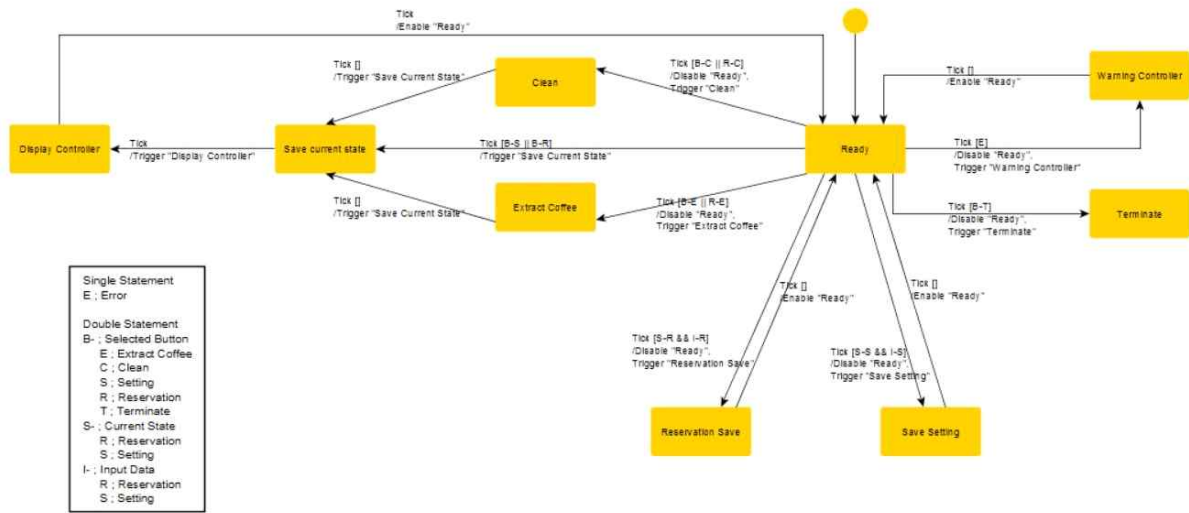 Tick
/Enable "Ready"
Tick []
/Trigger "Save Current State"
Clean
Tick [B-C || R-C]
/Disable "Ready",
Trigger "Clean"
Tick []
/Enable "Ready"
Warning Controller
Display Controller
Tick
/Trigger "Display Controller"
Save current state
Tick [B-S || B-R]
/Trigger "Save Current State"
Ready
Tick [E]
/Disable "Ready",
Trigger "Warning Controller"
Tick []
/Trigger "Save Current State"
Extract Coffee
Tick [B-E || R-E]
/Disable "Ready",
Trigger "Extract Coffee"
Tick [B-T]
/Disable "Ready",
Trigger "Terminate"
Terminate
Tick []
/Enable "Ready"
Tick []
/Enable "Ready"
Tick [S-R && I-R]
/Disable "Ready",
Trigger "Reservation Save"
Tick [S-S && I-S]
/Disable "Ready",
Trigger "Save Setting"
Reservation Save
Save Setting
Single Statement
E ; Error
Double Statement
B- ; Selected Button
E ; Extract Coffee
C ; Clean
S ; Setting
R ; Reservation
T ; Terminate
S- ; Current State
R ; Reservation
S ; Setting
I- ; Input Data
R ; Reservation
S ; Setting